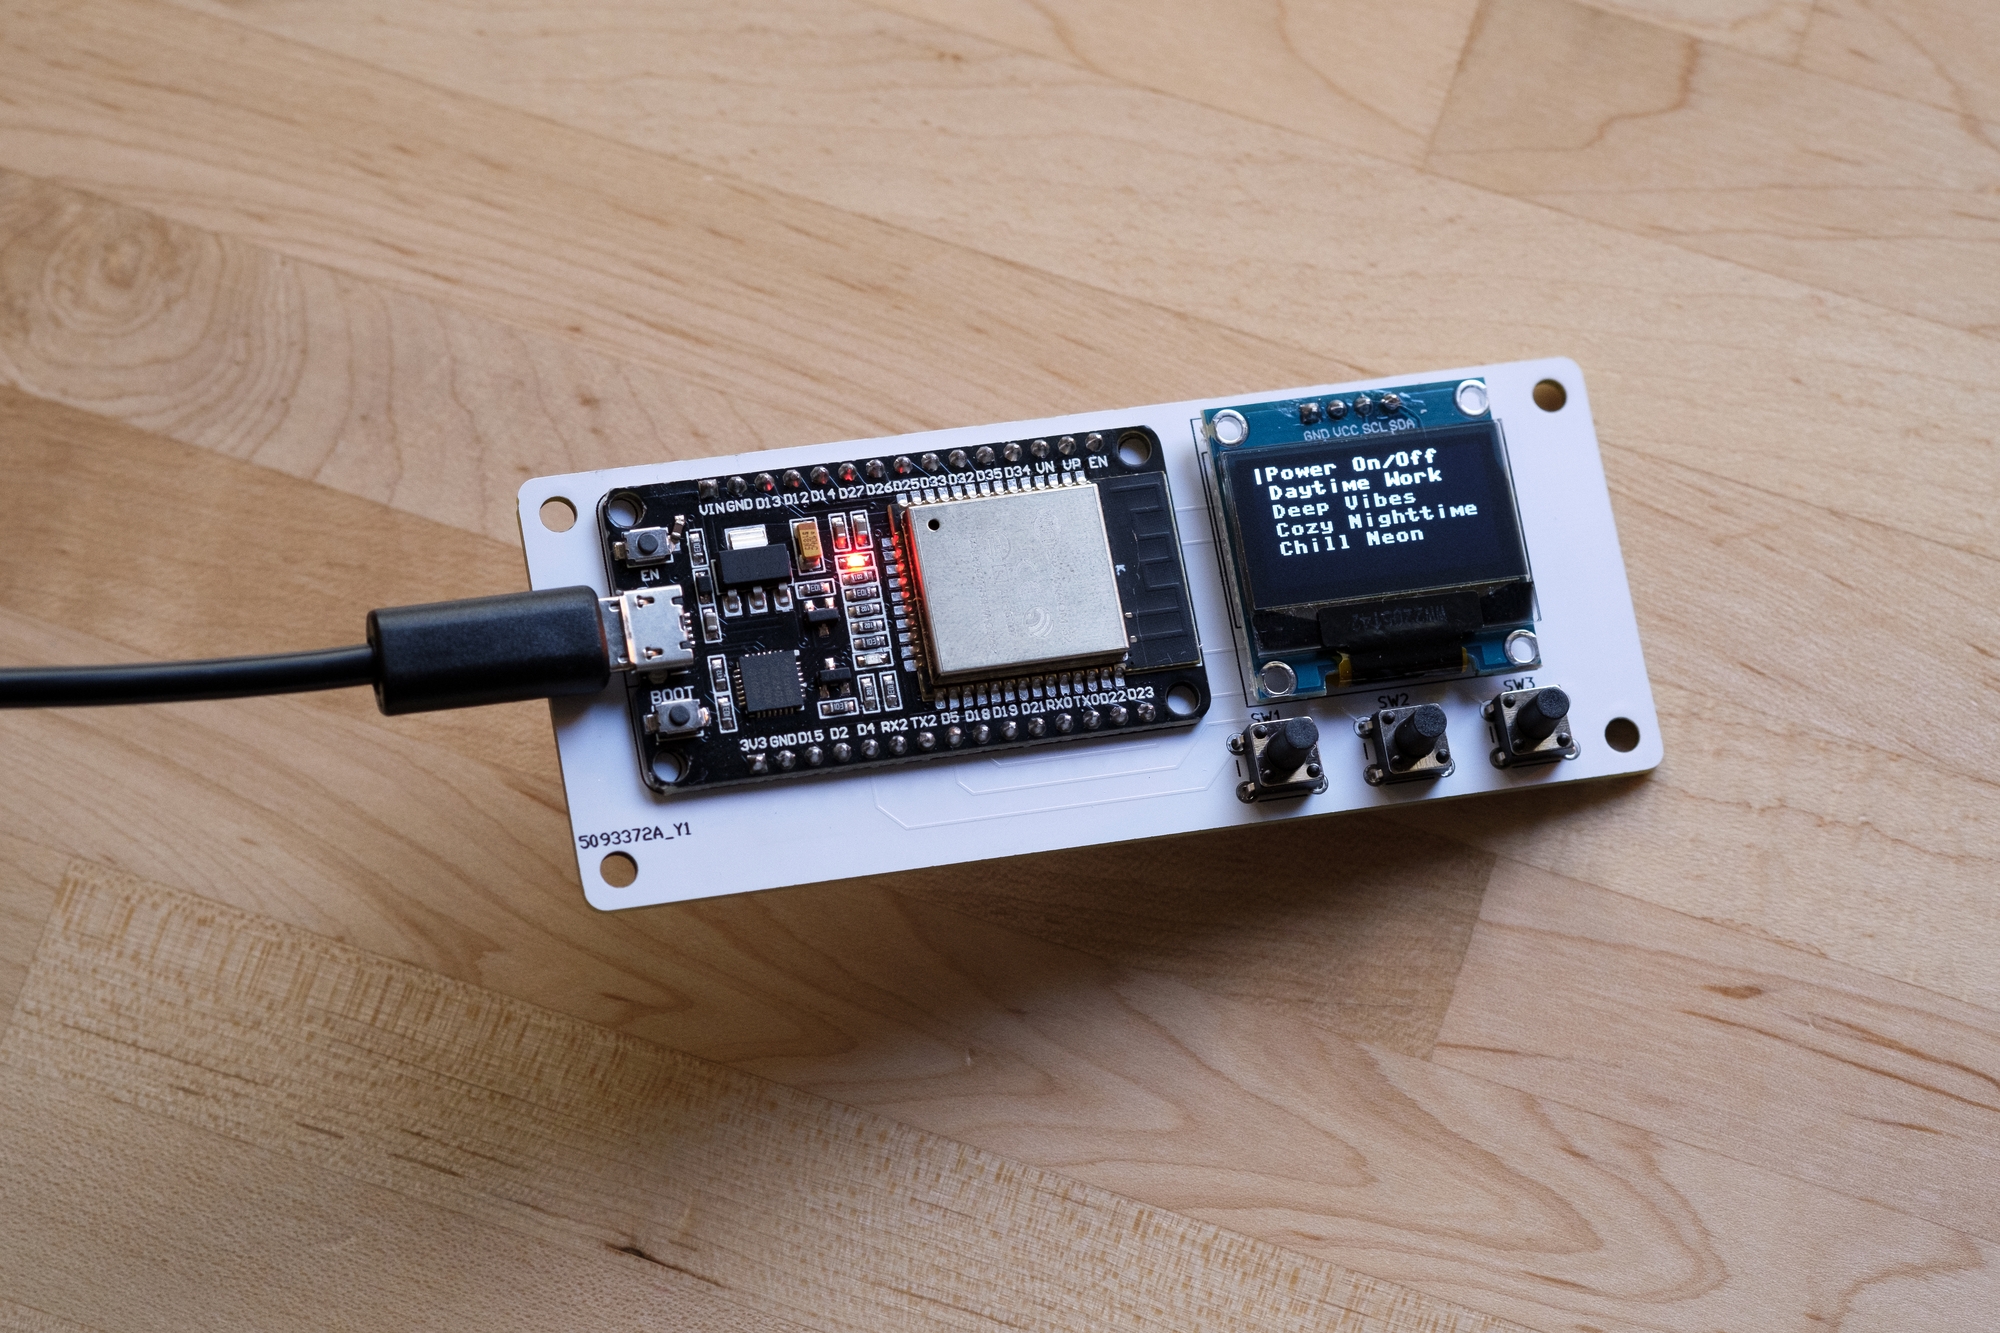 VIN GND D13 D12 D14 D27 D26 D25 D33 D32 D35 D34 VN VP EN
EN
BOOT
3V3 GND D15 D2 D4 RX2 TX2 D5 D18 D19 D21 RX0 TX0 D22 D23
GND VCC SCL SDA
Power On/Off
Daytime Work
Deep Vibes
Cozy Nighttime
Chill Neon
SW1 SW2 SW3
5093372A_Y1